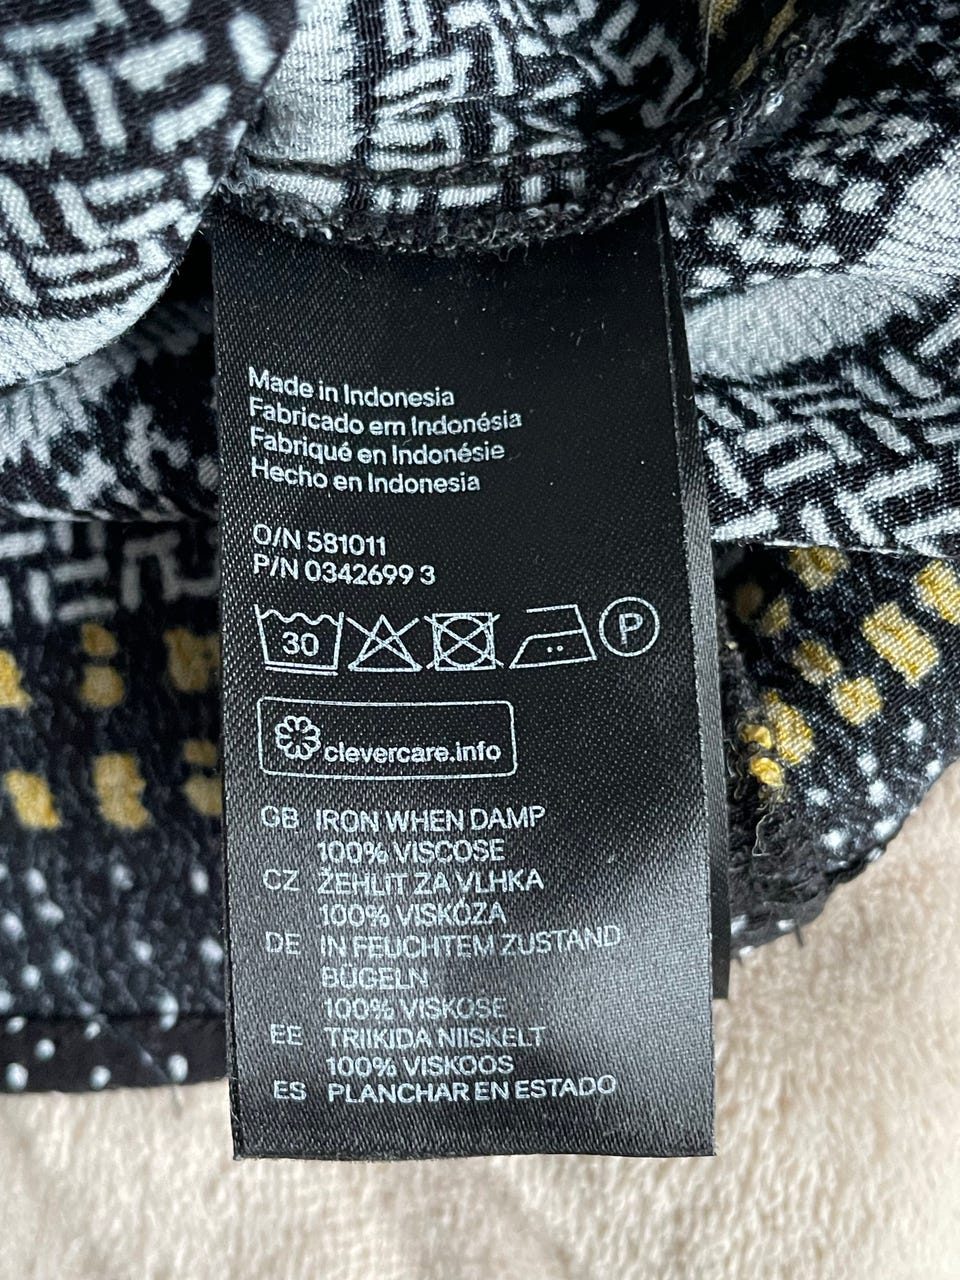 Made in Indonesia
Fabricado em Indonésia
Fabriqué en Indonésie
Hecho en Indonesia
O/N 581011
P/N 0342699 3
30 P
clevercare.info
GB IRON WHEN DAMP
100% VISCOSE
CZ ŽEHLIT ZA VLHKA
100% VISKÓZA
DE IN FEUCHTEM ZUSTAND
BÜGELN
100% VISKOSE
EE TRIIKIDA NIISKELT
100% VISKOOS
ES PLANCHAR EN ESTADO